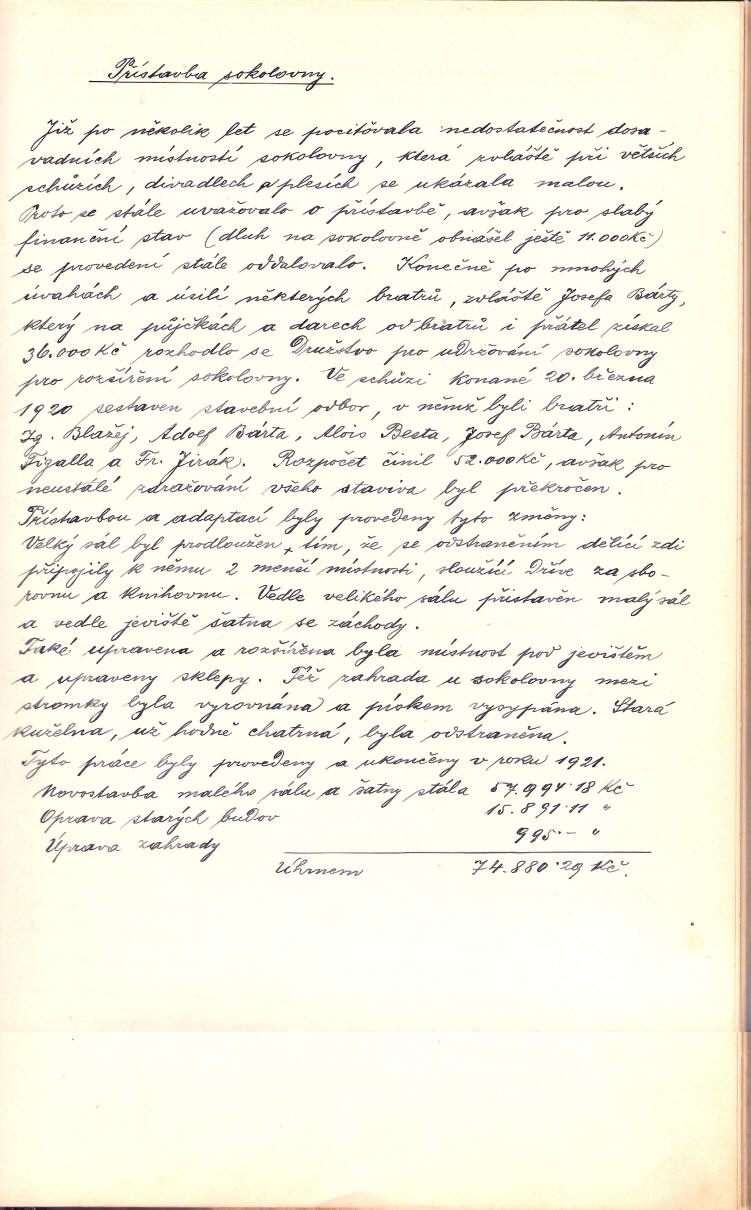 Přístavba sokolovny.
Již po několik let se pociťovala nedostatečnost dosa-
vadních místností sokolovny, která zvláště při větších
schůzích, divadlech a plesích se ukázala malou.
Proto se stále uvažovalo o přístavbě, avšak pro slabý
finanční stav (dluh na sokolovně obnášel ještě 11.000Kč)
se provedení stále oddalovalo. Konečně po mnohých
úvahách a úsilí některých bratrů, zvláště Josefa Bárty,
který na půjčkách a darech od bratrů i přátel získal
36.000Kč rozhodlo se Družstvo pro udržování sokolovny
pro rozšíření sokolovny. Ve schůzi konané 20. března
1920 sestaven stavební odbor, v němž byli bratři:
Ig. Blažej, Adolf Bárta, Alois Besta, Josef Bárta, Antonín
Figalla a Fr. Jirák. Rozpočet činil 52.000Kč, avšak pro
neustálé zdražování všeho staviva byl překročen.
Přístavbou a adaptací byly provedeny tyto změny:
Velký sál byl prodloužen tím, že se odstraněním dělící zdi
připojily k němu 2 menší místnosti, sloužící dříve za sbo-
rovnu a knihovnu. Vedle velikého sálu přistavěn malý sál
a vedle jeviště šatna se záchody.
Také upravena a rozšířena byla místnost pod jevištěm
a upraveny sklepy. Též zahrada u sokolovny mezi
stromky byla vyrovnána a pískem vysypána. Stará
kuželna, už hodně chatrná, byla odstraněna.
Tyto práce byly provedeny a ukončeny v roku 1921.
Novostavba malého sálu a šatny stála 57.994·18 Kč
Oprava starých budov 15.891·11 "
Úprava zahrady 995·— "
Úhrnem 74.880·29 Kč.